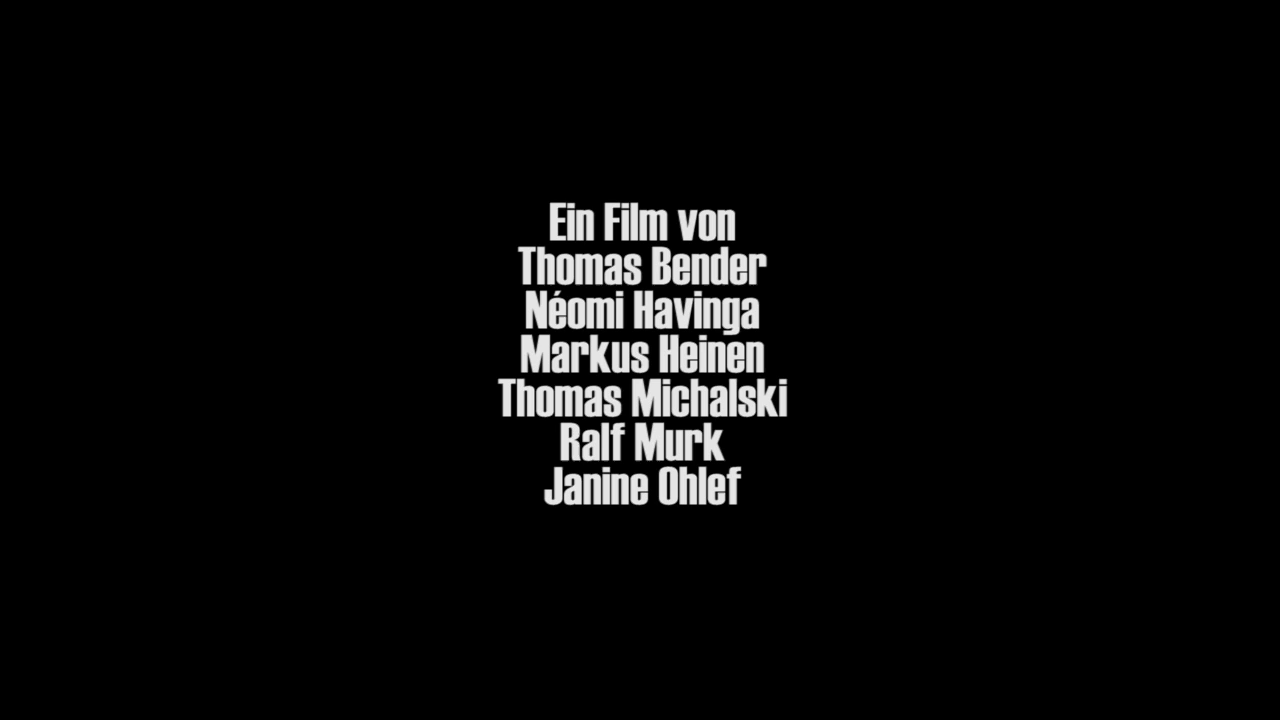 Ein Film von
Thomas Bender
Néomi Havinga
Markus Heinen
Thomas Michalski
Ralf Murk
Janine Ohlef